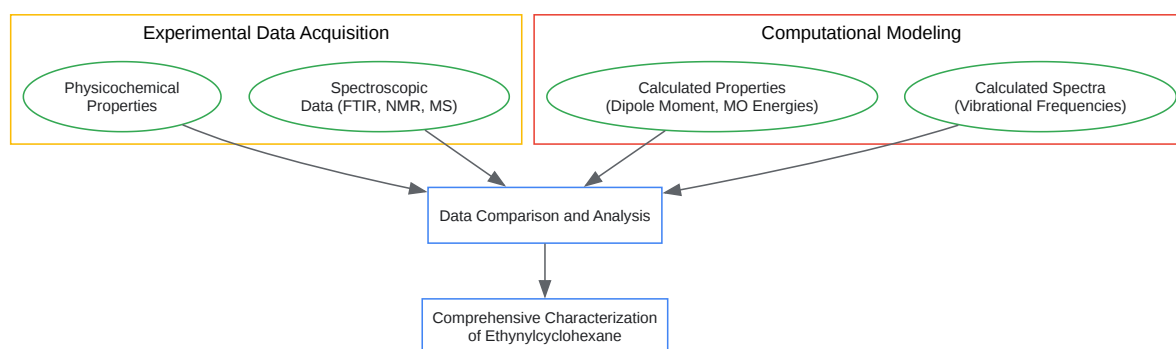 Experimental Data Acquisition
Computational Modeling
Physicochemical
Properties
Spectroscopic
Data (FTIR, NMR, MS)
Calculated Properties
(Dipole Moment, MO Energies)
Calculated Spectra
(Vibrational Frequencies)
Data Comparison and Analysis
Comprehensive Characterization
of Ethynylcyclohexane